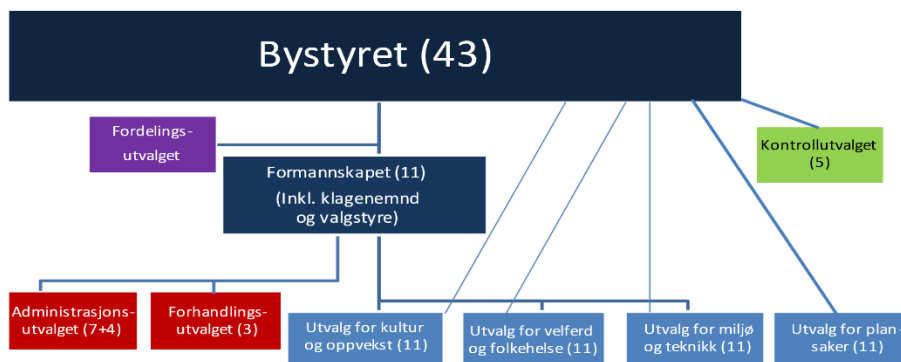 Bystyret (43)
Fordelings-
utvalget
Kontrollutvalget
(5)
Formannskapet (11)
(Inkl. klagenemnd
og valgstyre)
Administrasjons-
utvalget (7+4)
Forhandlings-
utvalget (3)
Utvalg for kultur
og oppvekst (11)
Utvalg for velferd
og folkehelse (11)
Utvalg for miljø
og teknikk (11)
Utvalg for plan-
saker (11)